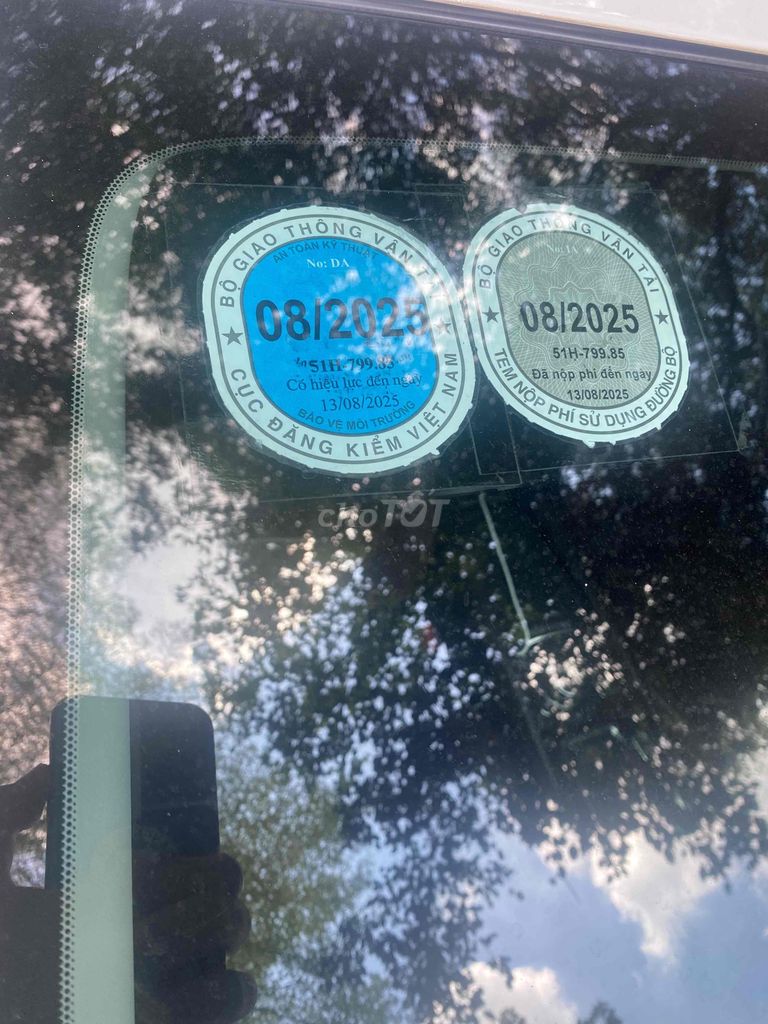 BỘ GIAO THÔNG VẬN TẢI
AN TOÀN KỸ THUẬT
No: DA
08/2025
51H-799.85
Có hiệu lực đến ngày
13/08/2025
BẢO VỆ MÔI TRƯỜNG
CỤC ĐĂNG KIỂM VIỆT NAM
BỘ GIAO THÔNG VẬN TẢI
No: IA
08/2025
51H-799.85
Đã nộp phí đến ngày
13/08/2025
TEM NỘP PHÍ SỬ DỤNG ĐƯỜNG BỘ
chợTỐT